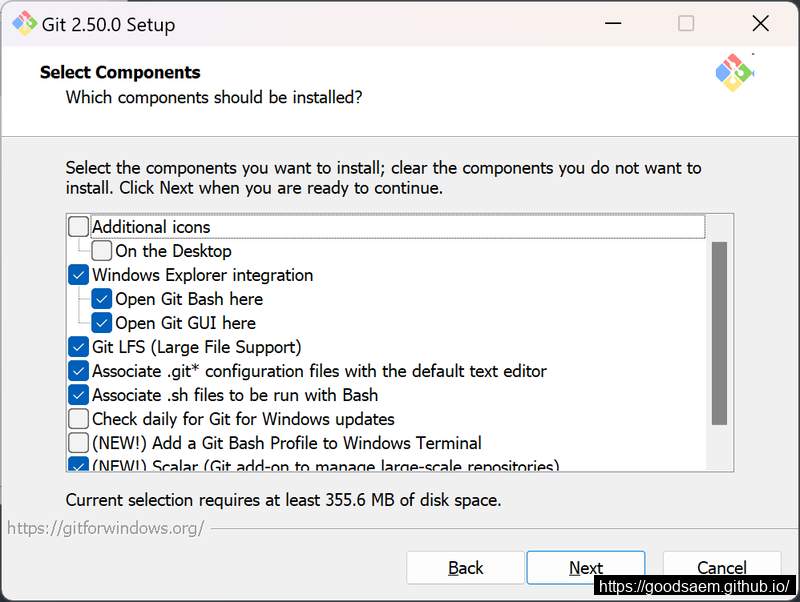 Git 2.50.0 Setup
Select Components
Which components should be installed?
Select the components you want to install; clear the components you do not want to
install. Click Next when you are ready to continue.
Additional icons
On the Desktop
Windows Explorer integration
Open Git Bash here
Open Git GUI here
Git LFS (Large File Support)
Associate .git* configuration files with the default text editor
Associate .sh files to be run with Bash
Check daily for Git for Windows updates
(NEW!) Add a Git Bash Profile to Windows Terminal
(NEW!) Scalar (Git add-on to manage large-scale repositories)
Current selection requires at least 355.6 MB of disk space.
https://gitforwindows.org/
Back Next Cancel
https://goodsaem.github.io/